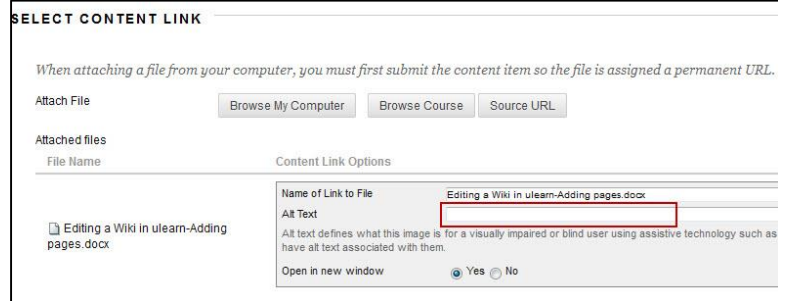 SELECT CONTENT LINK
When attaching a file from your computer, you must first submit the content item so the file is assigned a permanent URL.
Attach File
Browse My Computer
Browse Course
Source URL
Attached files
File Name
Content Link Options
Editing a Wiki in ulearn-Adding
pages.docx
Name of Link to File
Editing a Wiki in ulearn-Adding pages.docx
Alt Text
Alt text defines what this image is for a visually impaired or blind user using assistive technology such as
have alt text associated with them.
Open in new window
Yes
No